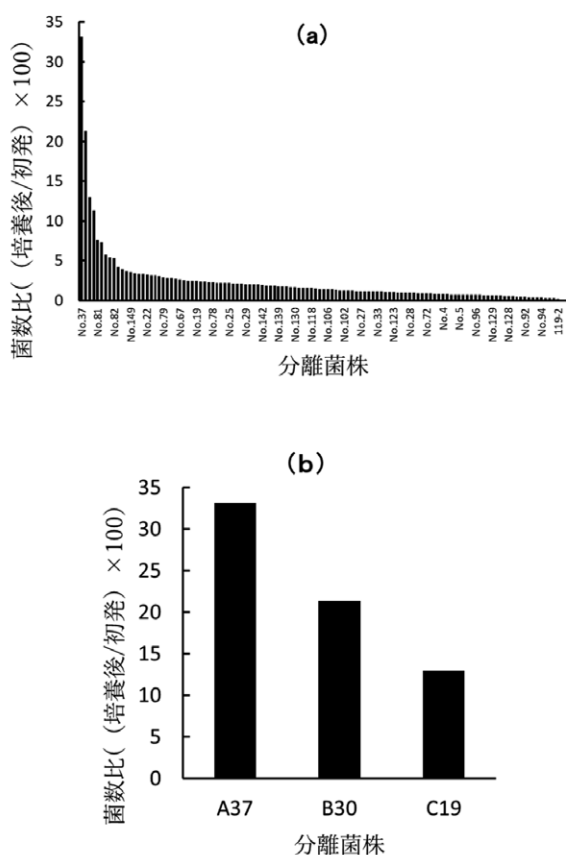 (a)
35
30
25
20
15
10
5
0
菌数比( (培養後/初発) ×100)
No.37
No.81
No.82
No.149
No.22
No.79
No.67
No.19
No.78
No.25
No.29
No.142
No.139
No.130
No.118
No.106
No.102
No.27
No.33
No.123
No.28
No.72
No.4
No.5
No.96
No.129
No.128
No.92
No.94
119-2
分離菌株
(b)
35
30
25
20
15
10
5
0
菌数比( (培養後/初発) ×100)
A37 B30 C19
分離菌株